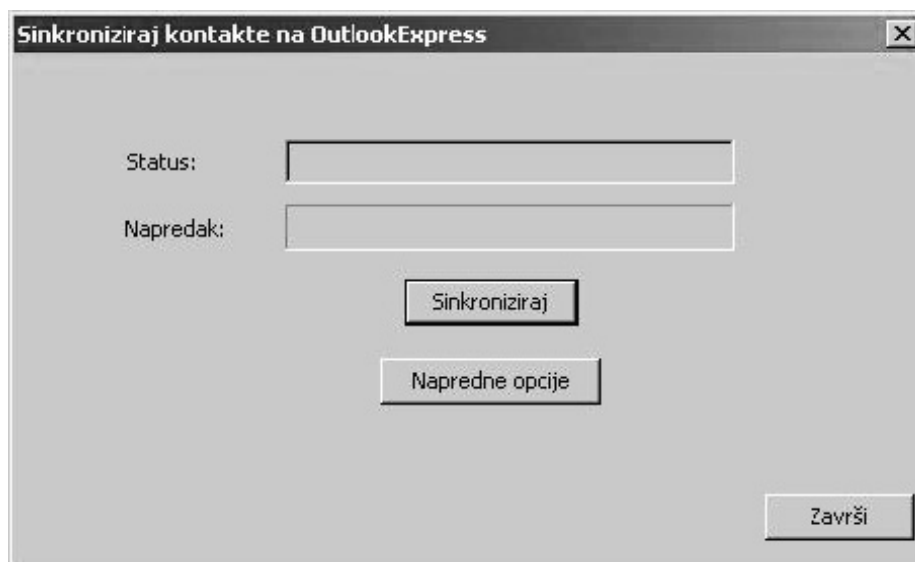 Sinkroniziraj kontakte na OutlookExpress
Status:
Napredak:
Sinkroniziraj
Napredne opcije
Završi